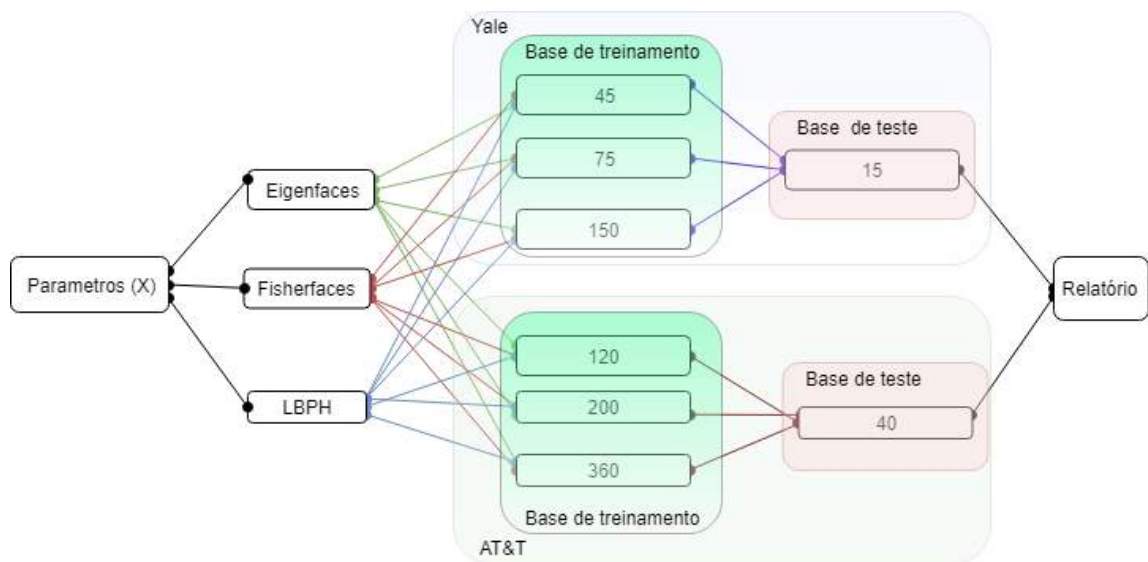 Yale
Base de treinamento
45
75
150
Base de teste
15
Eigenfaces
Fisherfaces
LBPH
Parametros (X)
Relatório
120
200
360
Base de treinamento
Base de teste
40
AT&T